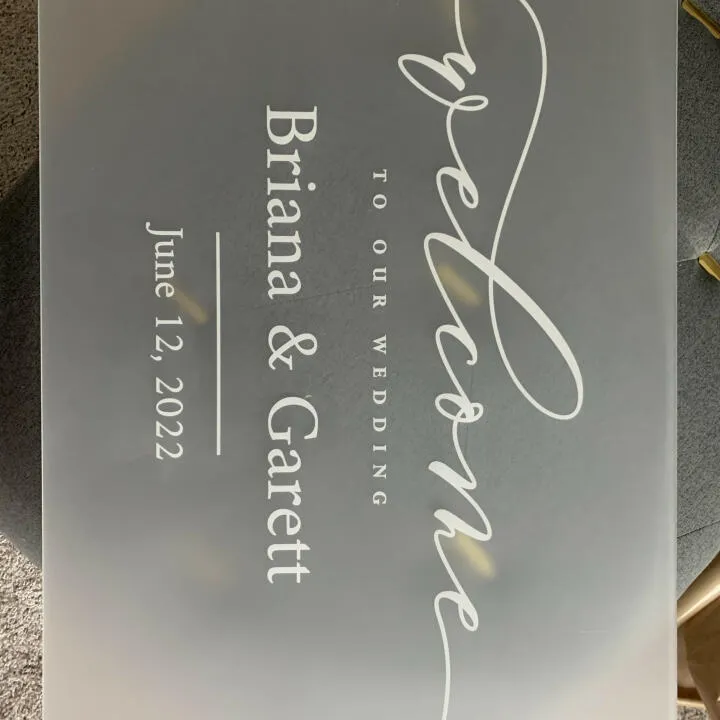 welcome
TO OUR WEDDING
Briana & Garett
June 12, 2022